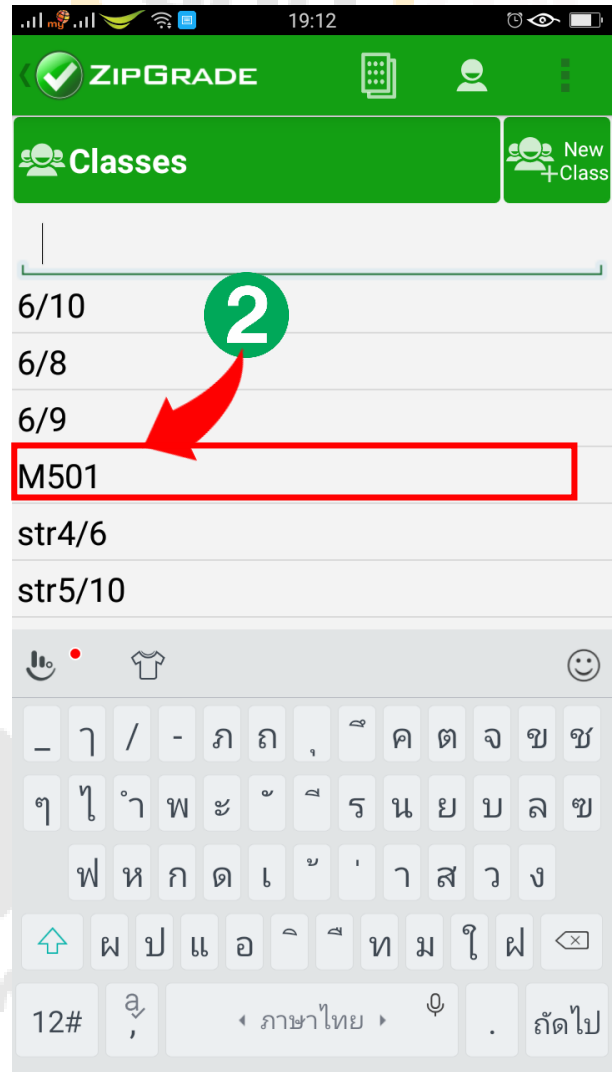 my 19:12
ZIPGRADE
Classes
New
+Class
2
6/10
6/8
6/9
M501
str4/6
str5/10
_ ๅ / - ภ ถ ุ ึ ค ต จ ข ช
ๆ ไ ำ พ ะ ั ี ร น ย บ ล ฃ
ฟ ห ก ด เ ้ ่ า ส ว ง
ผ ป แ อ ิ ื ท ม ใ ฝ
12# a , ภาษาไทย . ถัดไป